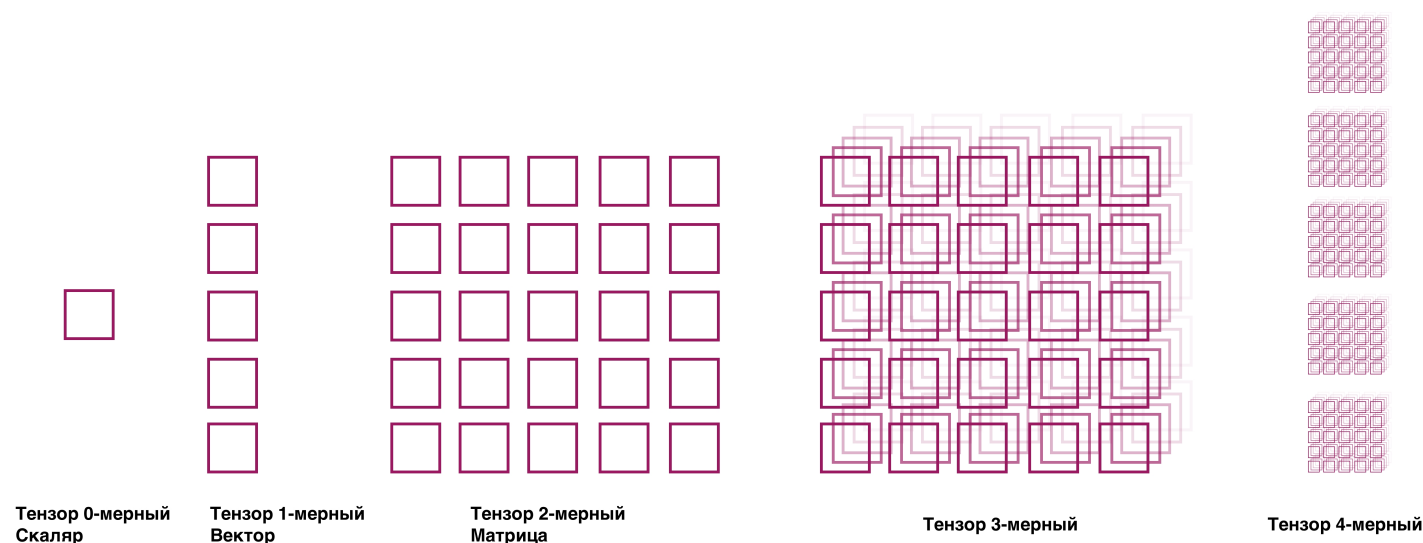 Тензор 0-мерный
Скаляр
Тензор 1-мерный
Вектор
Тензор 2-мерный
Матрица
Тензор 3-мерный
Тензор 4-мерный